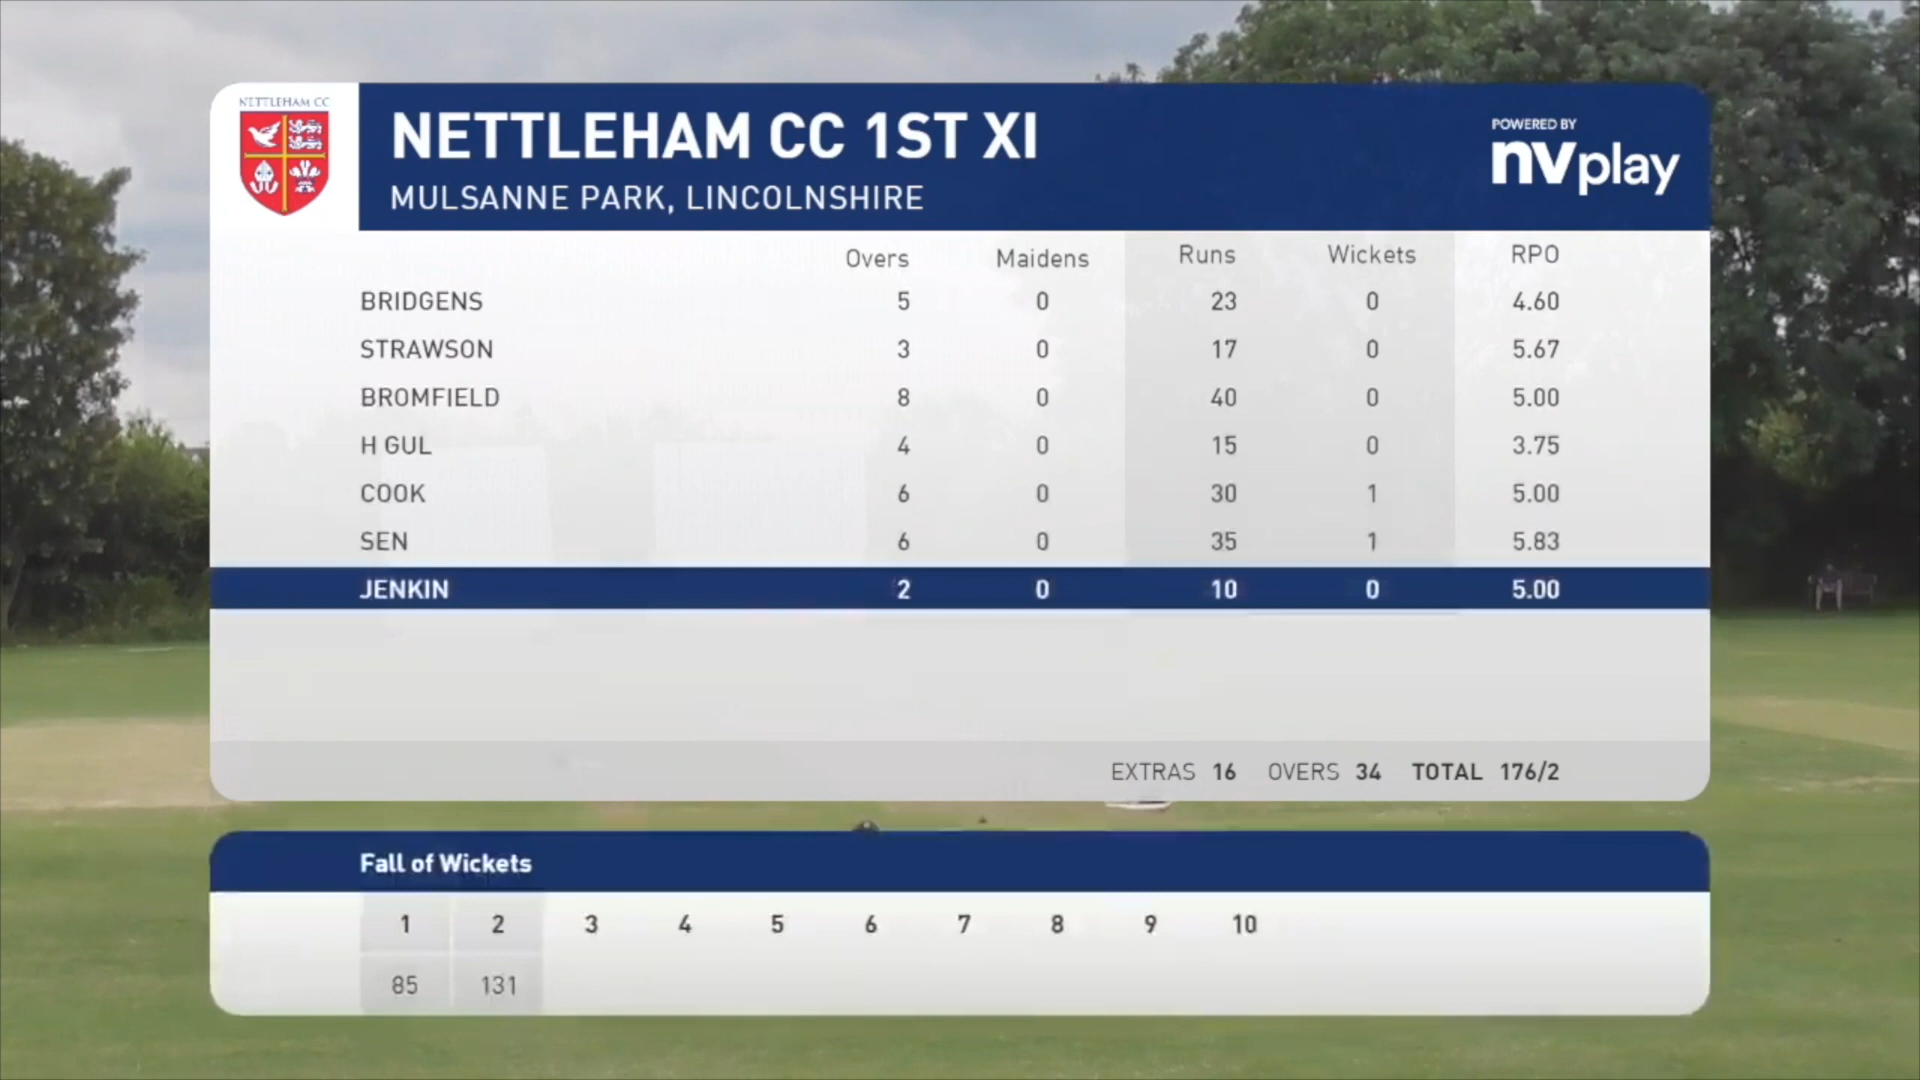 NETTLEHAM CC
NETTLEHAM CC 1ST XI
MULSANNE PARK, LINCOLNSHIRE
POWERED BY
nvplay
Overs Maidens Runs Wickets RPO
BRIDGENS 5 0 23 0 4.60
STRAWSON 3 0 17 0 5.67
BROMFIELD 8 0 40 0 5.00
H GUL 4 0 15 0 3.75
COOK 6 0 30 1 5.00
SEN 6 0 35 1 5.83
JENKIN 2 0 10 0 5.00
EXTRAS 16 OVERS 34 TOTAL 176/2
Fall of Wickets
1 2 3 4 5 6 7 8 9 10
85 131